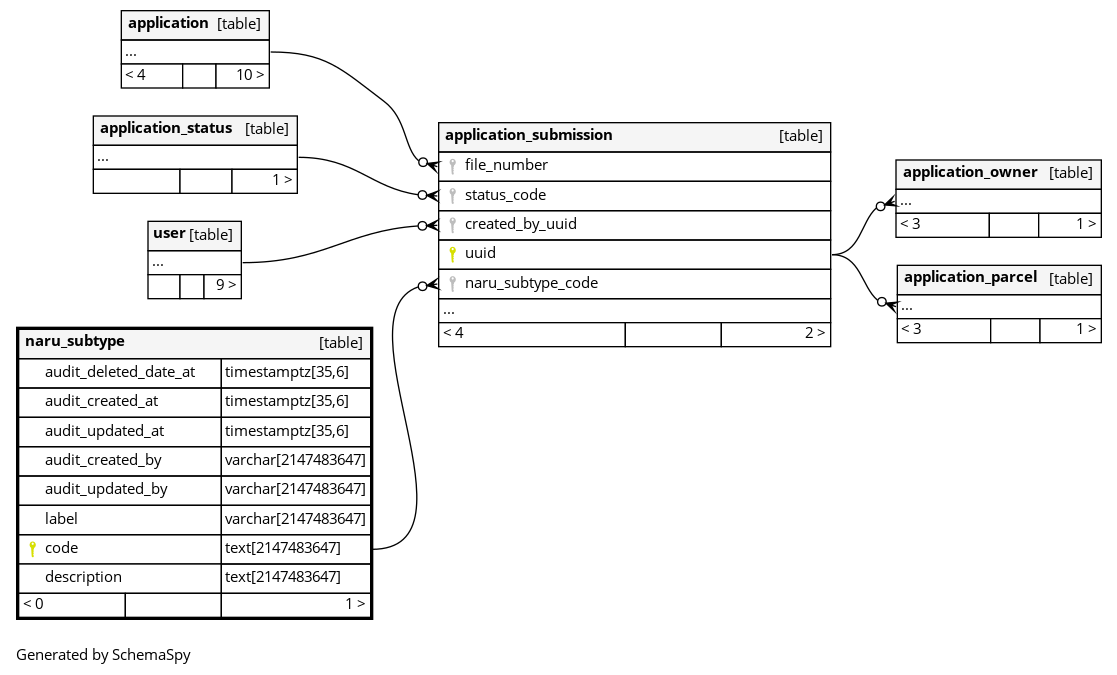 application [table]
...
< 4 10 >
application_status [table]
...
1 >
user [table]
...
9 >
naru_subtype [table]
audit_deleted_date_at timestamptz[35,6]
audit_created_at timestamptz[35,6]
audit_updated_at timestamptz[35,6]
audit_created_by varchar[2147483647]
audit_updated_by varchar[2147483647]
label varchar[2147483647]
code text[2147483647]
description text[2147483647]
< 0 1 >
application_submission [table]
file_number
status_code
created_by_uuid
uuid
naru_subtype_code
...
< 4 2 >
application_owner [table]
...
< 3 1 >
application_parcel [table]
...
< 3 1 >
Generated by SchemaSpy